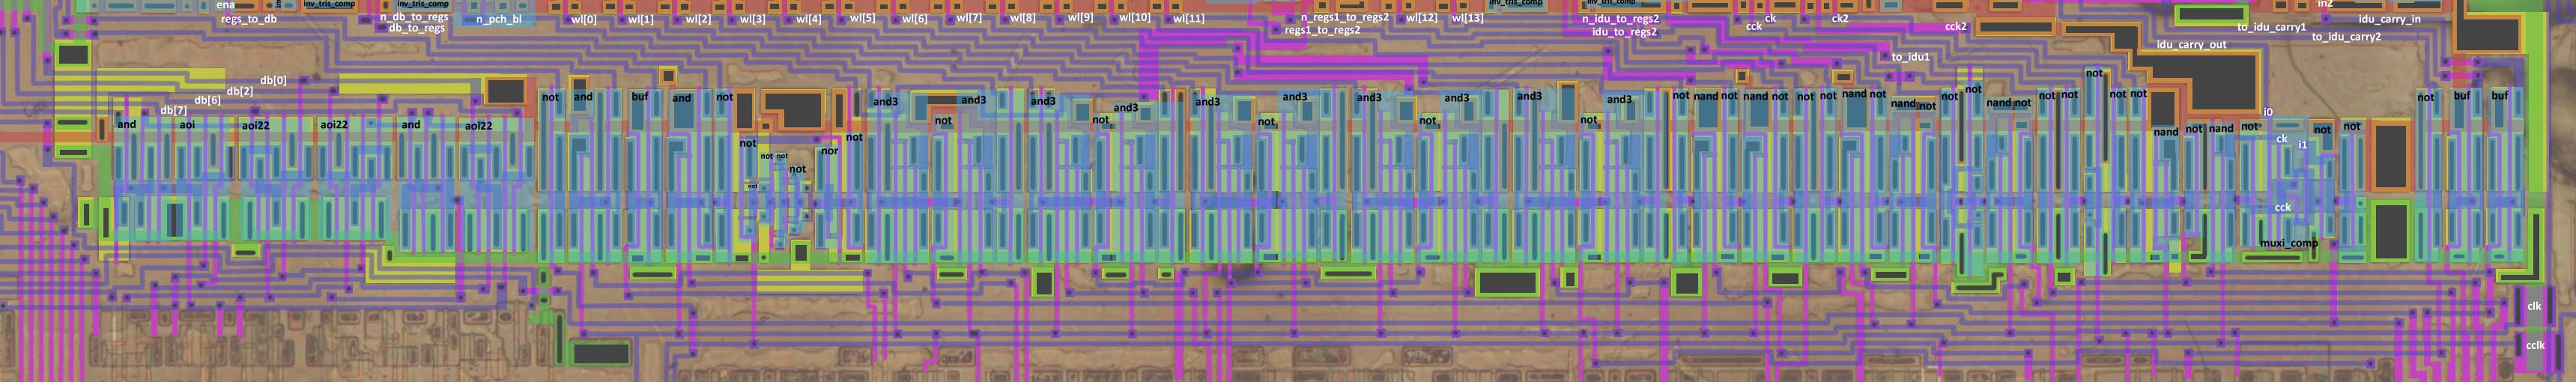 ena inv_tris_comp inv_tris_comp inv_tris_comp inv_tris_comp in2
regs_to_db n_db_to_regs n_pch_bl wl[0] wl[1] wl[2] wl[3] wl[4] wl[5] wl[6] wl[7] wl[8] wl[9] wl[10] wl[11] n_regs1_to_regs2 wl[12] wl[13] n_idu_to_regs2 ck ck2 idu_carry_in
db_to_regs regs1_to_regs2 idu_to_regs2 cck cck2 to_idu_carry1
to_idu_carry2
idu_carry_out
to_idu1
db[0]
db[2]
db[6]
db[7]
not and buf and not and3 and3 and3 and3 and3 and3 and3 and3 and3 and3 not nand not nand not not not nand not nand not not not nand not not not not not not not buf buf
i0
and aoi aoi22 aoi22 and aoi22 not not not not not not nand not nand not not not
not not nor ck i1
not not
not
not
cck
muxi_comp
clk
cclk